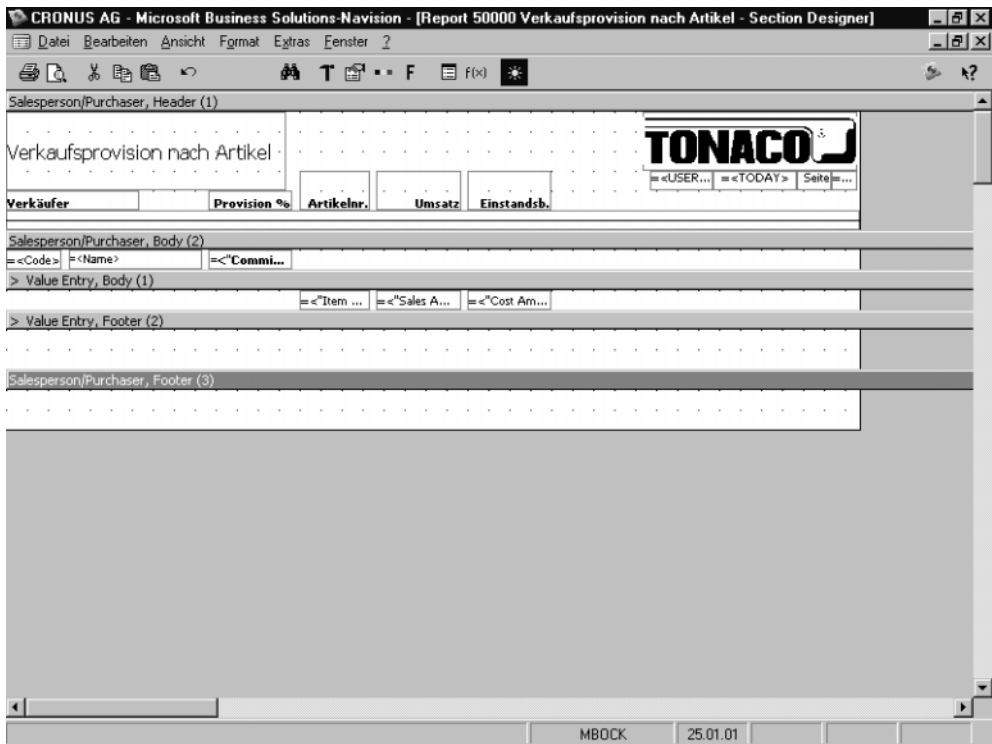 CRONUS AG - Microsoft Business Solutions-Navision - [Report 50000 Verkaufsprovision nach Artikel - Section Designer]
Datei Bearbeiten Ansicht Format Extras Fenster ?
T F f(x) ?
Salesperson/Purchaser, Header (1)
Verkaufsprovision nach Artikel
TONACO
=<USER... =<TODAY> Seite =...
Verkäufer Provision % Artikelnr. Umsatz Einstandsb.
Salesperson/Purchaser, Body (2)
=<Code> =<Name> =<"Commi...
> Value Entry, Body (1)
=<"Item ... =<"Sales A... =<"Cost Am...
> Value Entry, Footer (2)
Salesperson/Purchaser, Footer (3)
MBOCK 25.01.01